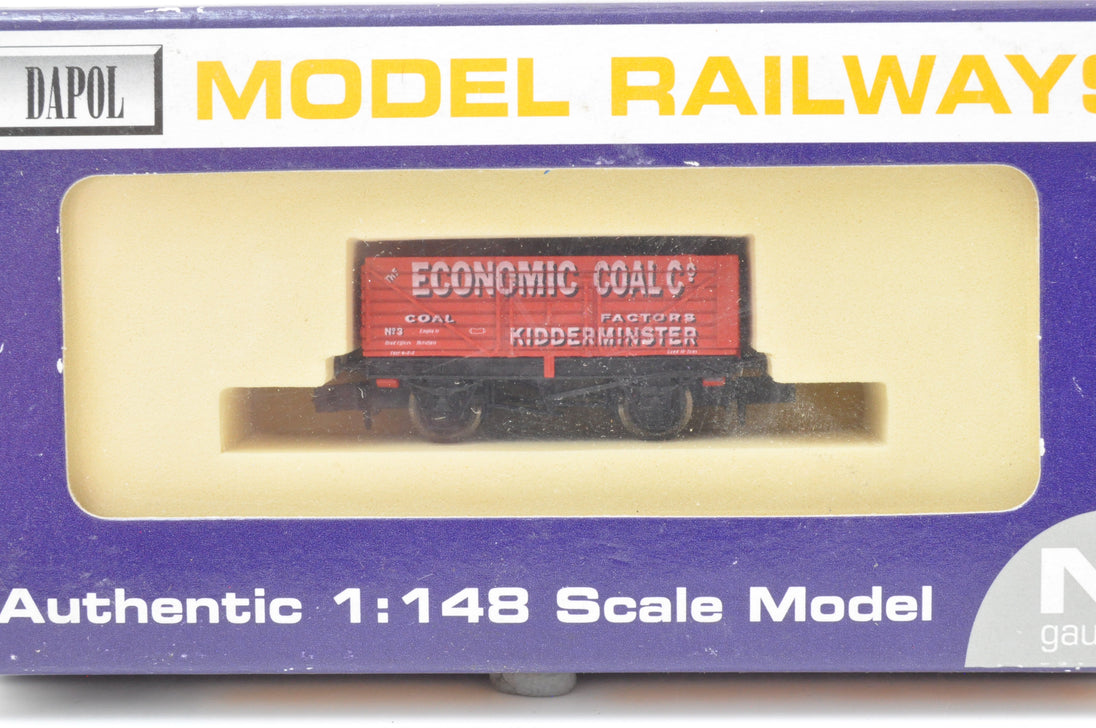 DAPOL
MODEL RAILWAYS
THE ECONOMIC COAL Cº
COAL FACTORS
Nº3
KIDDERMINSTER
Authentic 1:148 Scale Model
N
gau